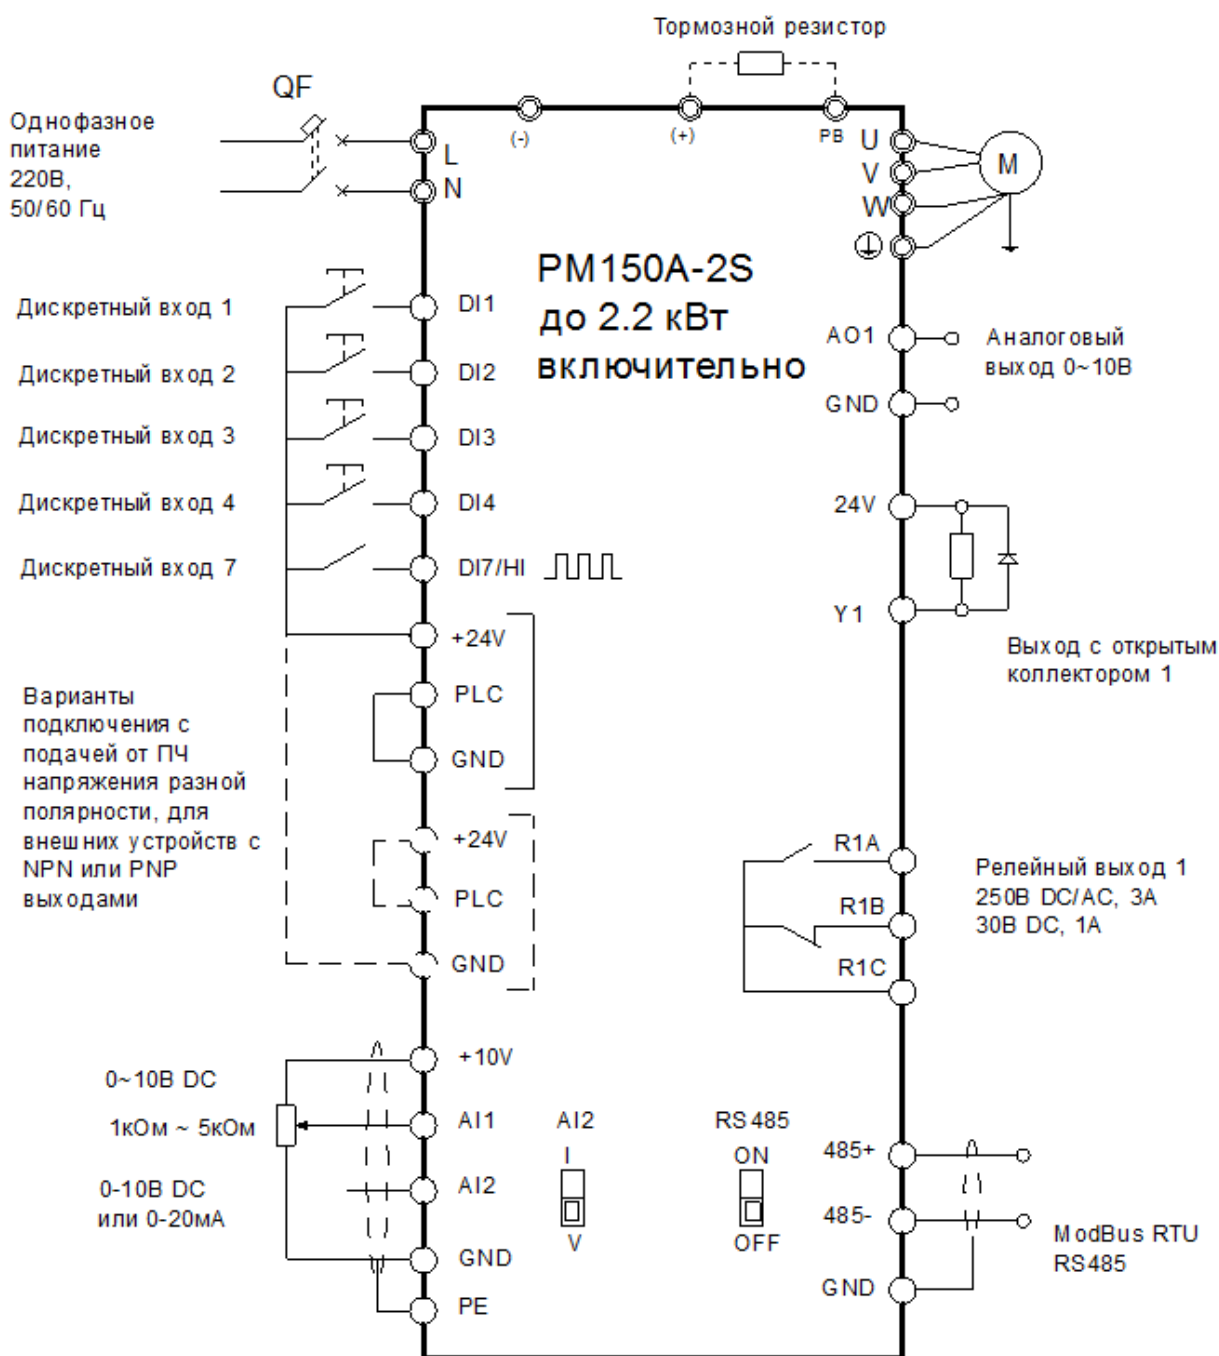 Тормозной резистор
QF
Однофазное
питание
220В,
50/60 Гц
L
N
(-)
(+)
PB
U
V
W
M
PM150A-2S
до 2.2 кВт
включительно
Дискретный вход 1
DI1
Дискретный вход 2
DI2
Дискретный вход 3
DI3
Дискретный вход 4
DI4
Дискретный вход 7
DI7/HI
+24V
PLC
GND
Варианты
подключения с
подачей от ПЧ
напряжения разной
полярности, для
внешних устройств с
NPN или PNP
выходами
+24V
PLC
GND
AO1
GND
Аналоговый
выход 0~10В
24V
Y1
Выход с открытым
коллектором 1
R1A
R1B
R1C
Релейный выход 1
250В DC/AC, 3А
30В DC, 1А
0~10В DC
1кОм ~ 5кОм
0-10В DC
или 0-20мА
+10V
AI1
AI2
GND
PE
AI2
I
V
RS485
ON
OFF
485+
485-
GND
ModBus RTU
RS485